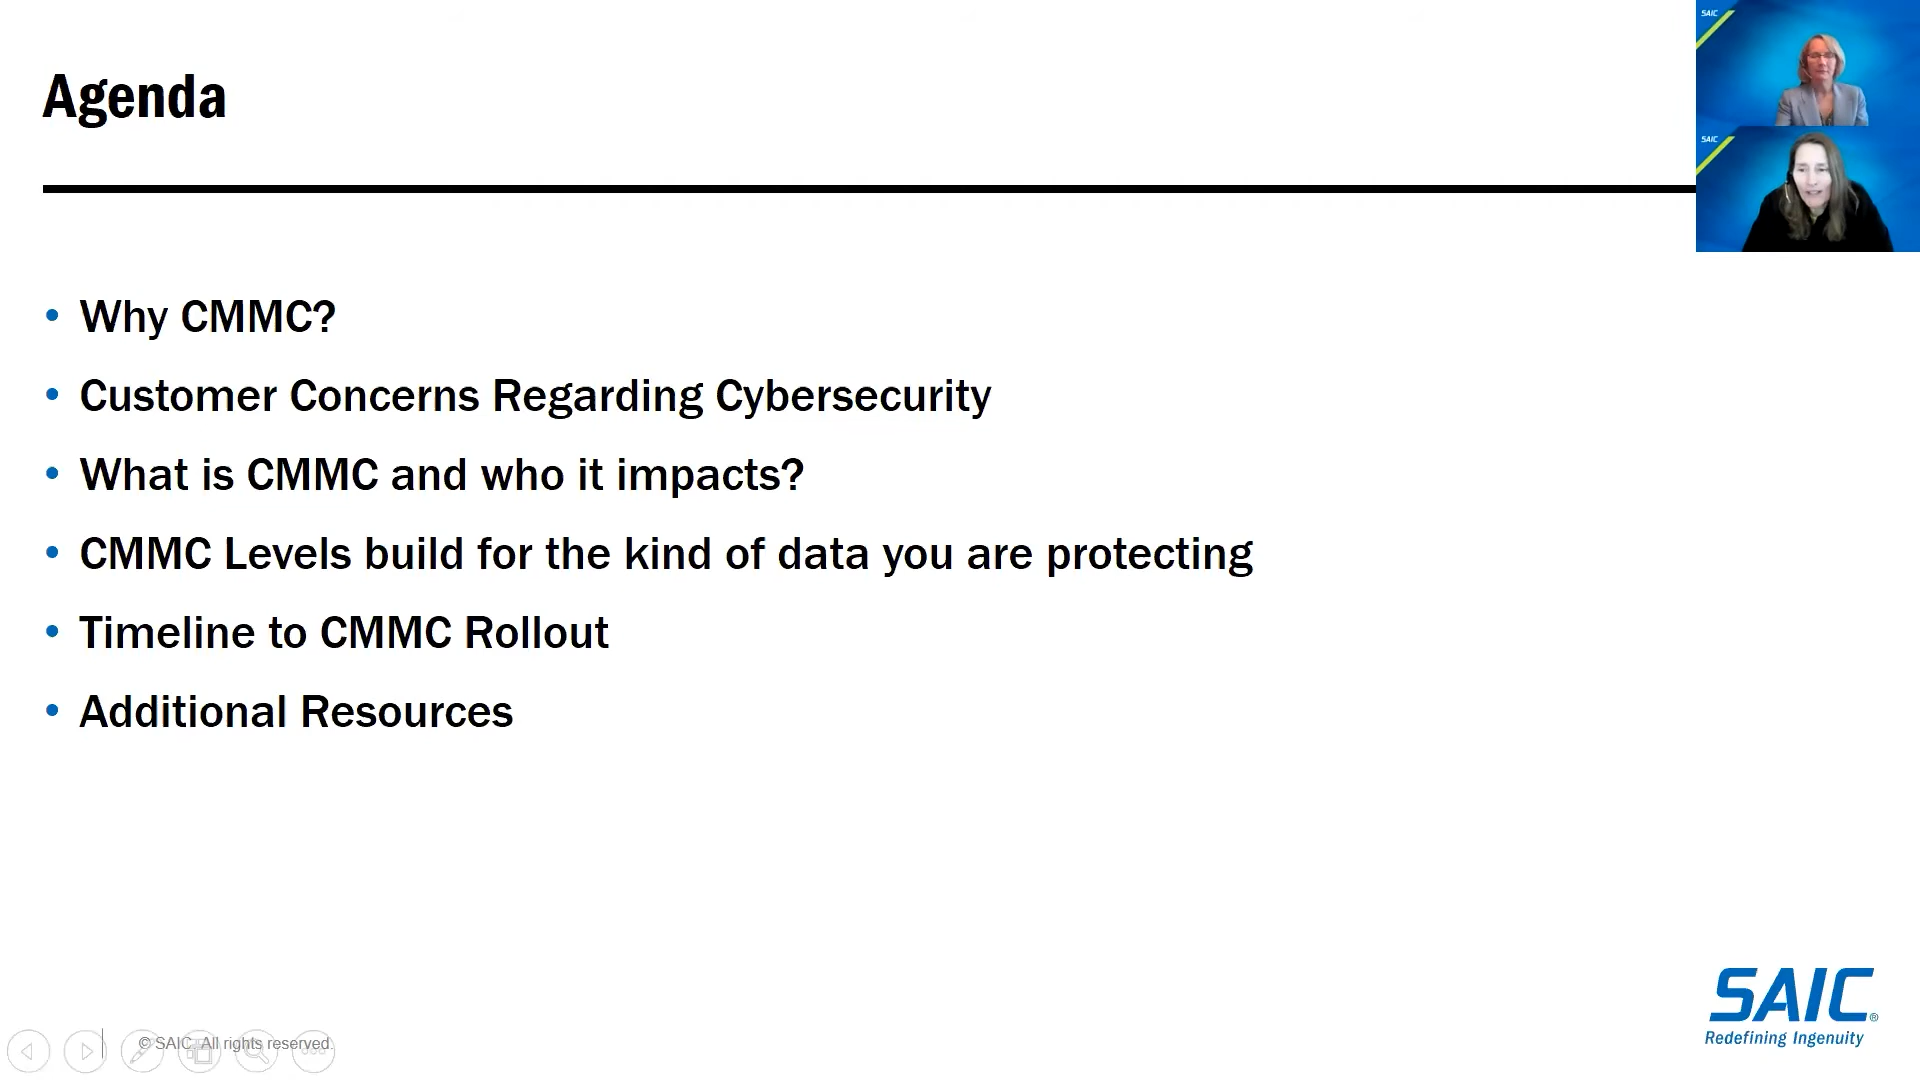 Agenda
SAIC
SAIC
• Why CMMC?
• Customer Concerns Regarding Cybersecurity
• What is CMMC and who it impacts?
• CMMC Levels build for the kind of data you are protecting
• Timeline to CMMC Rollout
• Additional Resources
SAIC®
Redefining Ingenuity
© SAIC. All rights reserved.